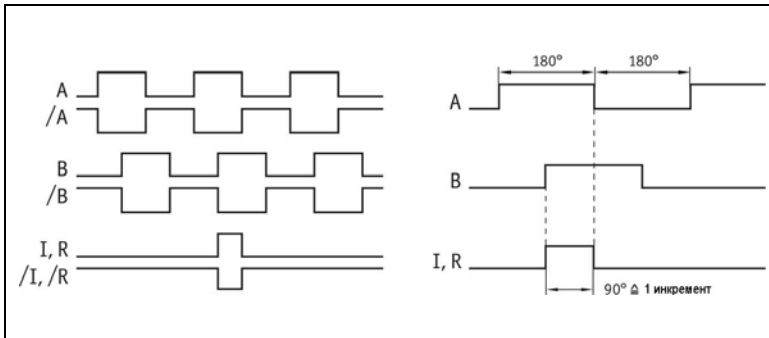 A
/A
B
/B
I, R
/I, /R
180° 180°
A
B
I, R
90° ≙ 1 инкремент